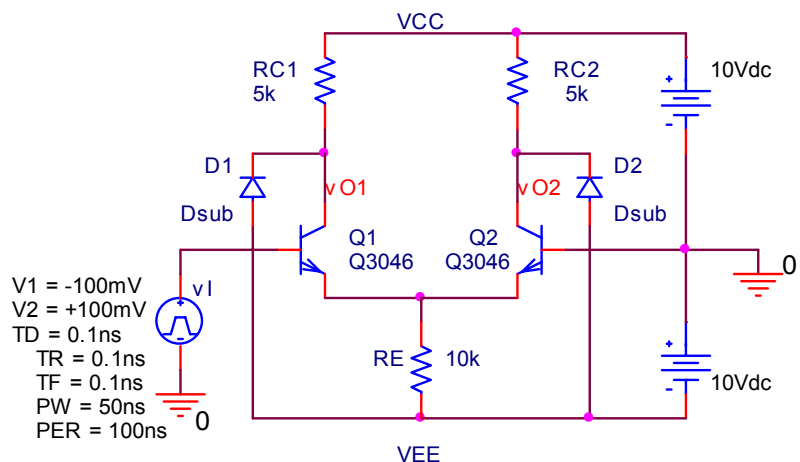 VCC
RC1
5k
RC2
5k
10Vdc
+
-
D1
Dsub
vO1
vO2
D2
Dsub
Q1
Q3046
Q2
Q3046
0
V1 = -100mV
V2 = +100mV
TD = 0.1ns
TR = 0.1ns
TF = 0.1ns
PW = 50ns
PER = 100ns
vI
+
-
0
RE
10k
+
-
10Vdc
VEE